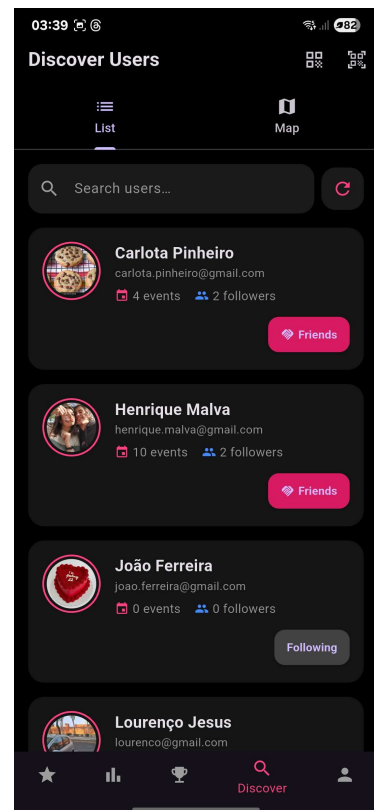 03:39
82
Discover Users
List
Map
Search users...
Carlota Pinheiro
carlota.pinheiro@gmail.com
4 events 2 followers
Friends
Henrique Malva
henrique.malva@gmail.com
10 events 2 followers
Friends
João Ferreira
joao.ferreira@gmail.com
0 events 0 followers
Following
Lourenço Jesus
lourenco@gmail.com
Discover